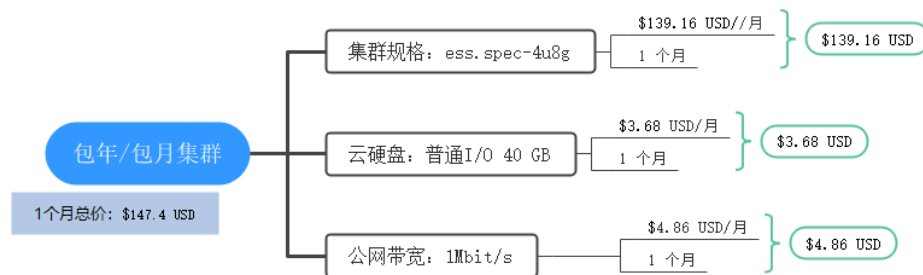 包年/包月集群
1个月总价: $147.4 USD
集群规格: ess.spec-4u8g
$139.16 USD//月
1 个月
$139.16 USD
云硬盘: 普通I/O 40 GB
$3.68 USD/月
1 个月
$3.68 USD
公网带宽: 1Mbit/s
$4.86 USD/月
1 个月
$4.86 USD